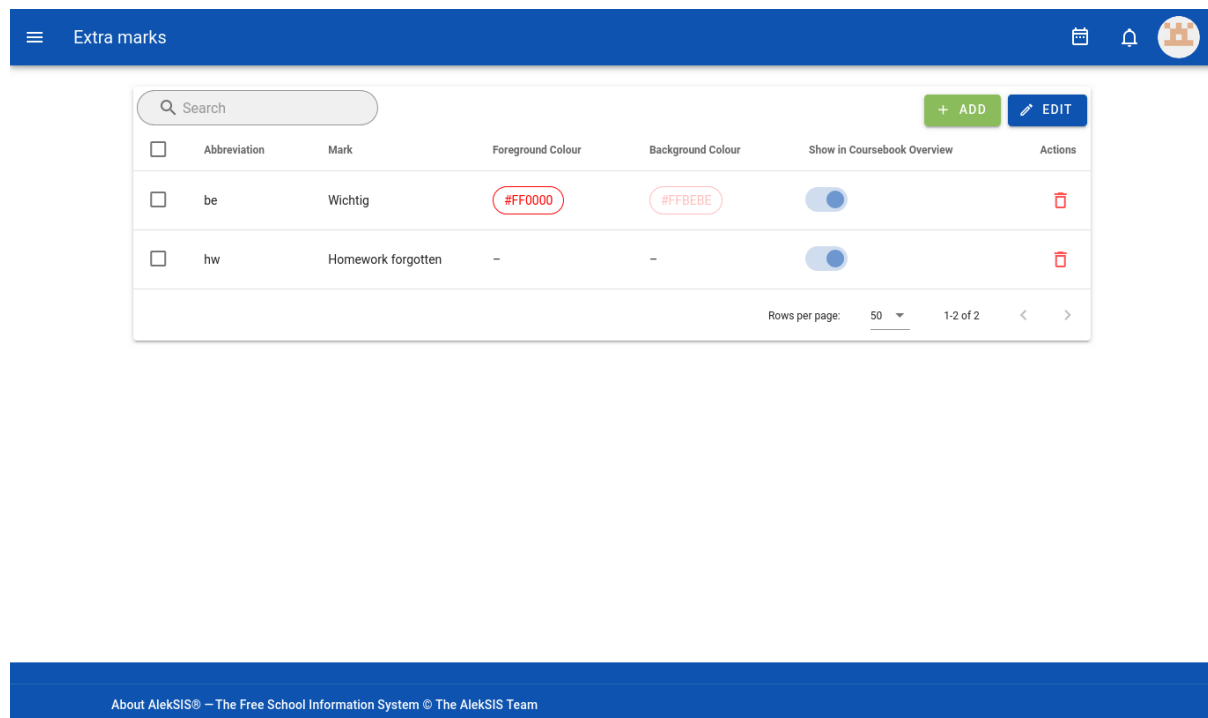 Extra marks
Search
ADD
EDIT
Abbreviation Mark Foreground Colour Background Colour Show in Coursebook Overview Actions
be Wichtig #FF0000 #FFBEBE
hw Homework forgotten – –
Rows per page: 50 1-2 of 2
About AlekSIS® — The Free School Information System © The AlekSIS Team